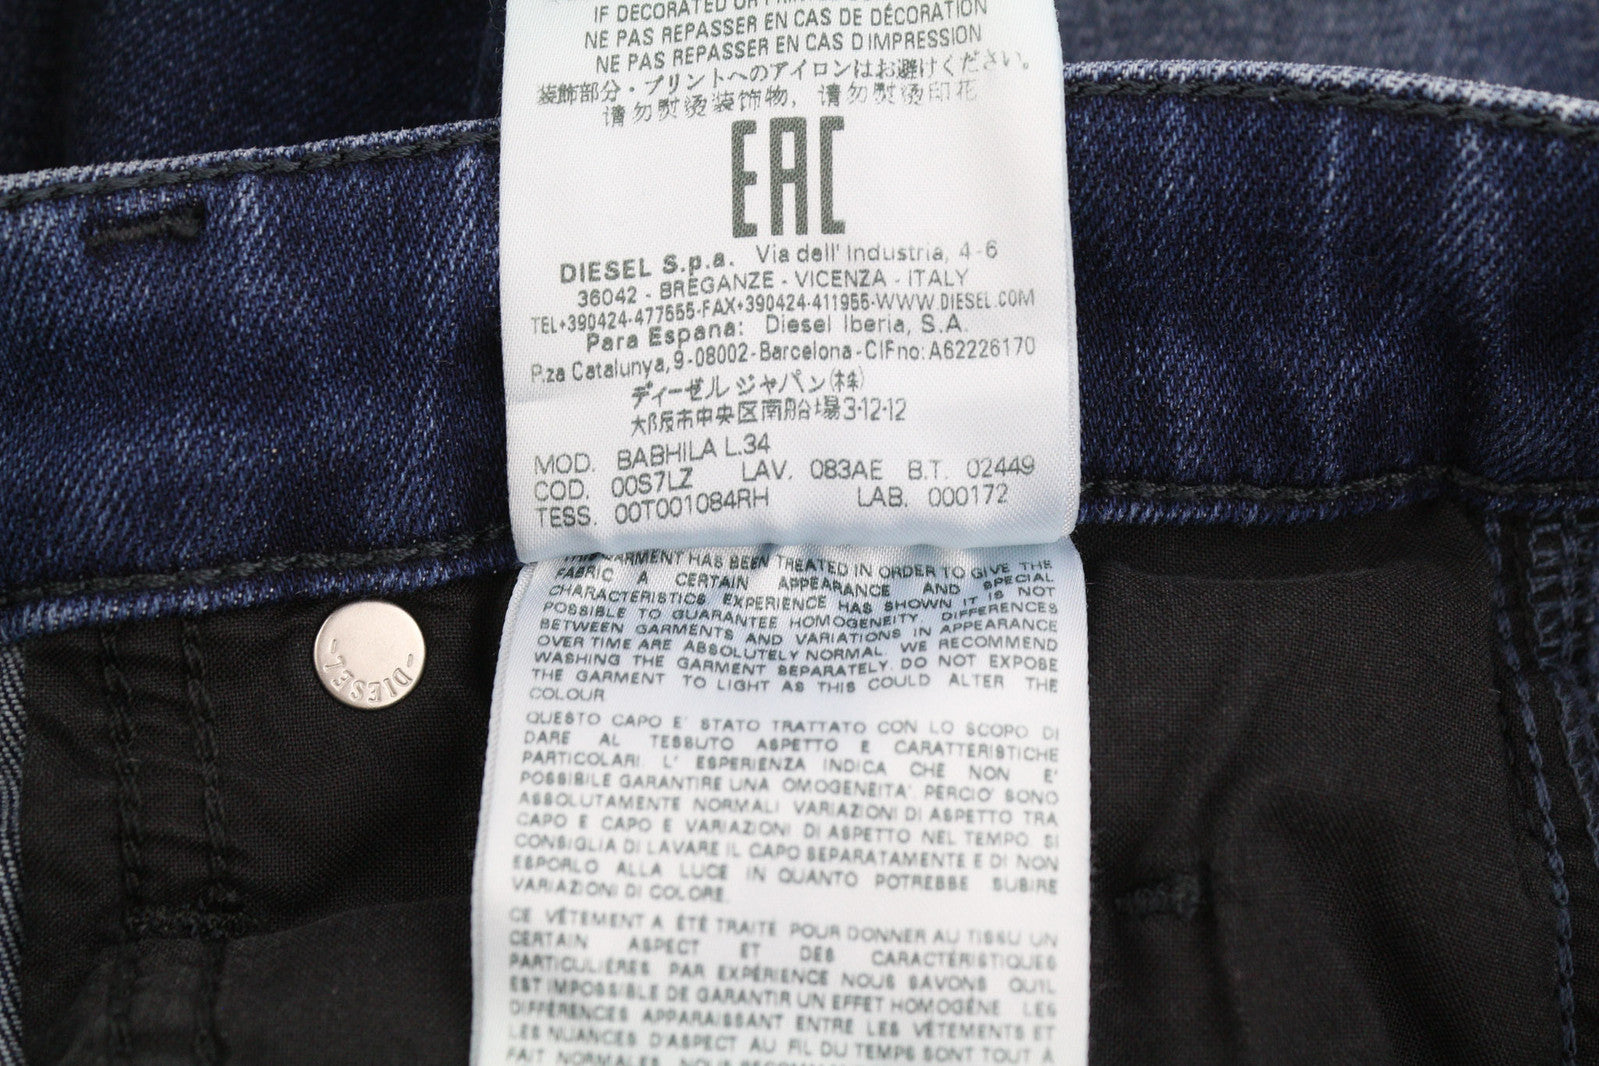 IF DECORATED OR
NE PAS REPASSER EN CAS DE DÉCORATION
NE PAS REPASSER EN CAS D'IMPRESSION
装飾部分・プリントへのアイロンはお避けください。
请勿熨烫装饰物，请勿熨烫印花
EAC
DIESEL S.p.a. Via dell' Industria, 4-6
36042 - BREGANZE - VICENZA - ITALY
TEL+390424-477555-FAX+390424-411955-WWW.DIESEL.COM
Para Espana: Diesel Iberia, S.A.
P.za Catalunya, 9-08002-Barcelona-CIFno: A62226170
ディーゼル ジャパン(株)
大阪市中央区南船場3-12-12
MOD. BABHILA L.34
COD. 00S7LZ LAV. 083AE B.T. 02449
TESS. 00T001084RH LAB. 000172
THIS GARMENT HAS BEEN TREATED IN ORDER TO GIVE THE
FABRIC A CERTAIN APPEARANCE AND SPECIAL
CHARACTERISTICS EXPERIENCE HAS SHOWN IT IS NOT
POSSIBLE TO GUARANTEE HOMOGENEITY. DIFFERENCES
BETWEEN GARMENTS AND VARIATIONS IN APPEARANCE
OVER TIME ARE ABSOLUTELY NORMAL. WE RECOMMEND
WASHING THE GARMENT SEPARATELY. DO NOT EXPOSE
THE GARMENT TO LIGHT AS THIS COULD ALTER THE
COLOUR
QUESTO CAPO E' STATO TRATTATO CON LO SCOPO DI
DARE AL TESSUTO ASPETTO E CARATTERISTICHE
PARTICOLARI. L' ESPERIENZA INDICA CHE NON E'
POSSIBILE GARANTIRE UNA OMOGENEITA'. PERCIO' SONO
ASSOLUTAMENTE NORMALI VARIAZIONI DI ASPETTO TRA
CAPO E CAPO E VARIAZIONI DI ASPETTO NEL TEMPO. SI
CONSIGLIA DI LAVARE IL CAPO SEPARATAMENTE E DI NON
ESPORLO ALLA LUCE IN QUANTO POTREBBE SUBIRE
VARIAZIONI DI COLORE.
CE VÊTEMENT A ÉTÉ TRAITÉ POUR DONNER AU TISSU UN
CERTAIN ASPECT ET DES CARACTÉRISTIQUES
PARTICULIÈRES PAR EXPÉRIENCE NOUS SAVONS QU'IL
EST IMPOSSIBLE DE GARANTIR UN EFFET HOMOGÈNE. LES
DIFFÉRENCES APPARAISSANT ENTRE LES VÊTEMENTS ET
LES NUANCES D'ASPECT AU FIL DU TEMPS SONT TOUT À
FAIT NORMALES. NOUS
-DIESEL-